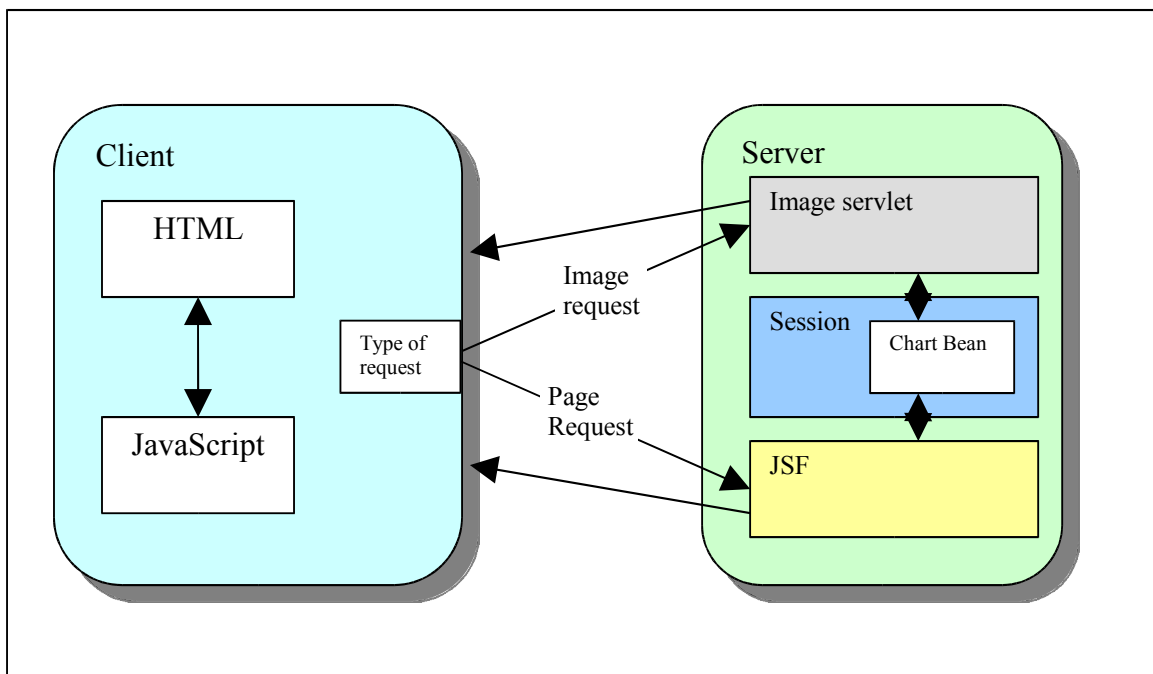 Client
HTML
JavaScript
Type of
request
Image
request
Page
Request
Server
Image servlet
Session
Chart Bean
JSF